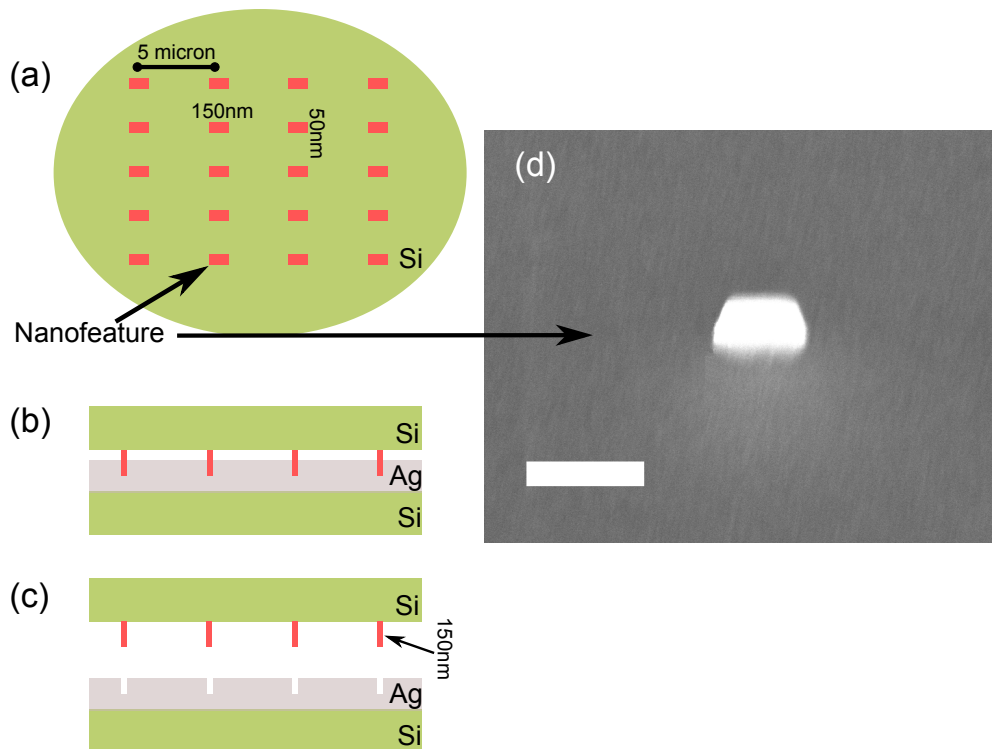 (a)
5 micron
150nm
50nm
Si
Nanofeature
(b)
Si
Ag
Si
(c)
Si
150nm
Ag
Si
(d)